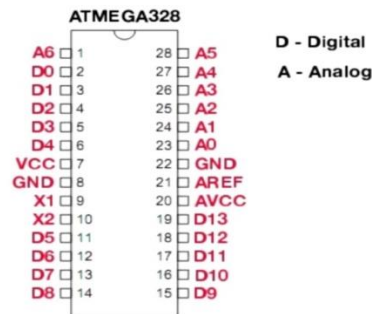 ATMEGA328
A6 1 28 A5
D0 2 27 A4
D1 3 26 A3
D2 4 25 A2
D3 5 24 A1
D4 6 23 A0
VCC 7 22 GND
GND 8 21 AREF
X1 9 20 AVCC
X2 10 19 D13
D5 11 18 D12
D6 12 17 D11
D7 13 16 D10
D8 14 15 D9
D - Digital
A - Analog